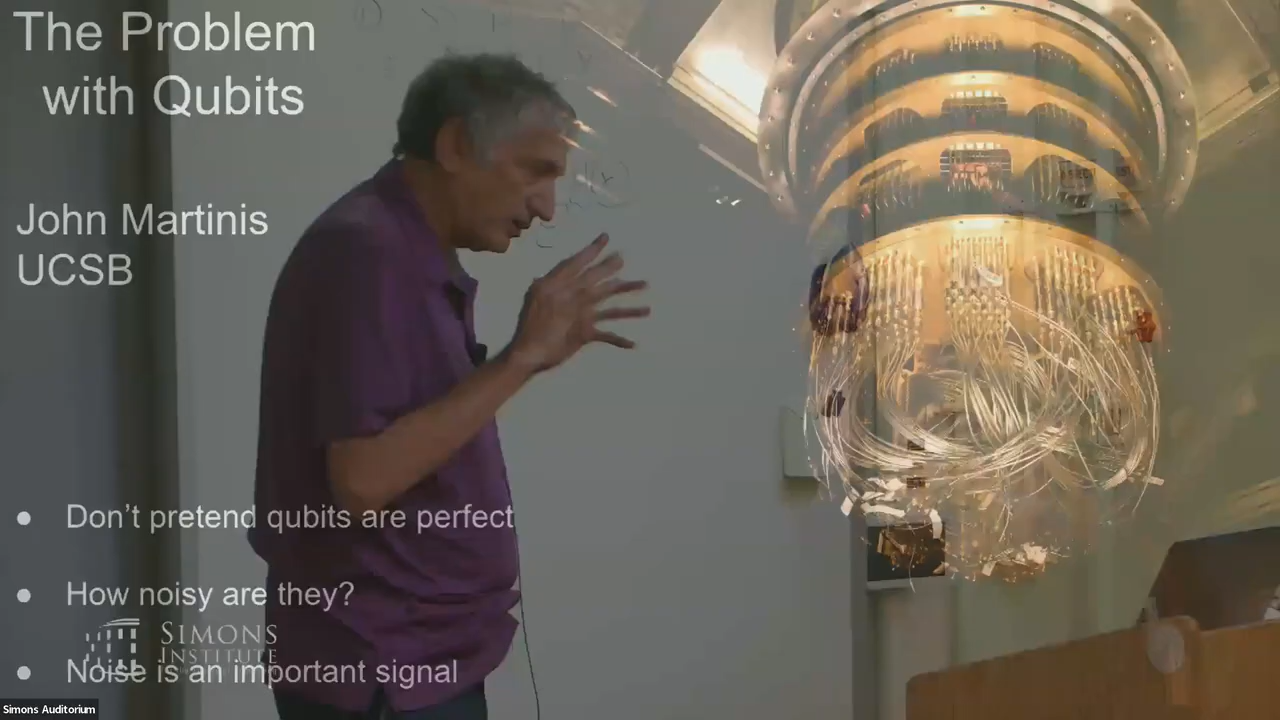 The Problem
with Qubits
John Martinis
UCSB
● Don’t pretend qubits are perfect
● How noisy are they?
● Noise is an important signal
SIMONS
INSTITUTE
Simons Auditorium